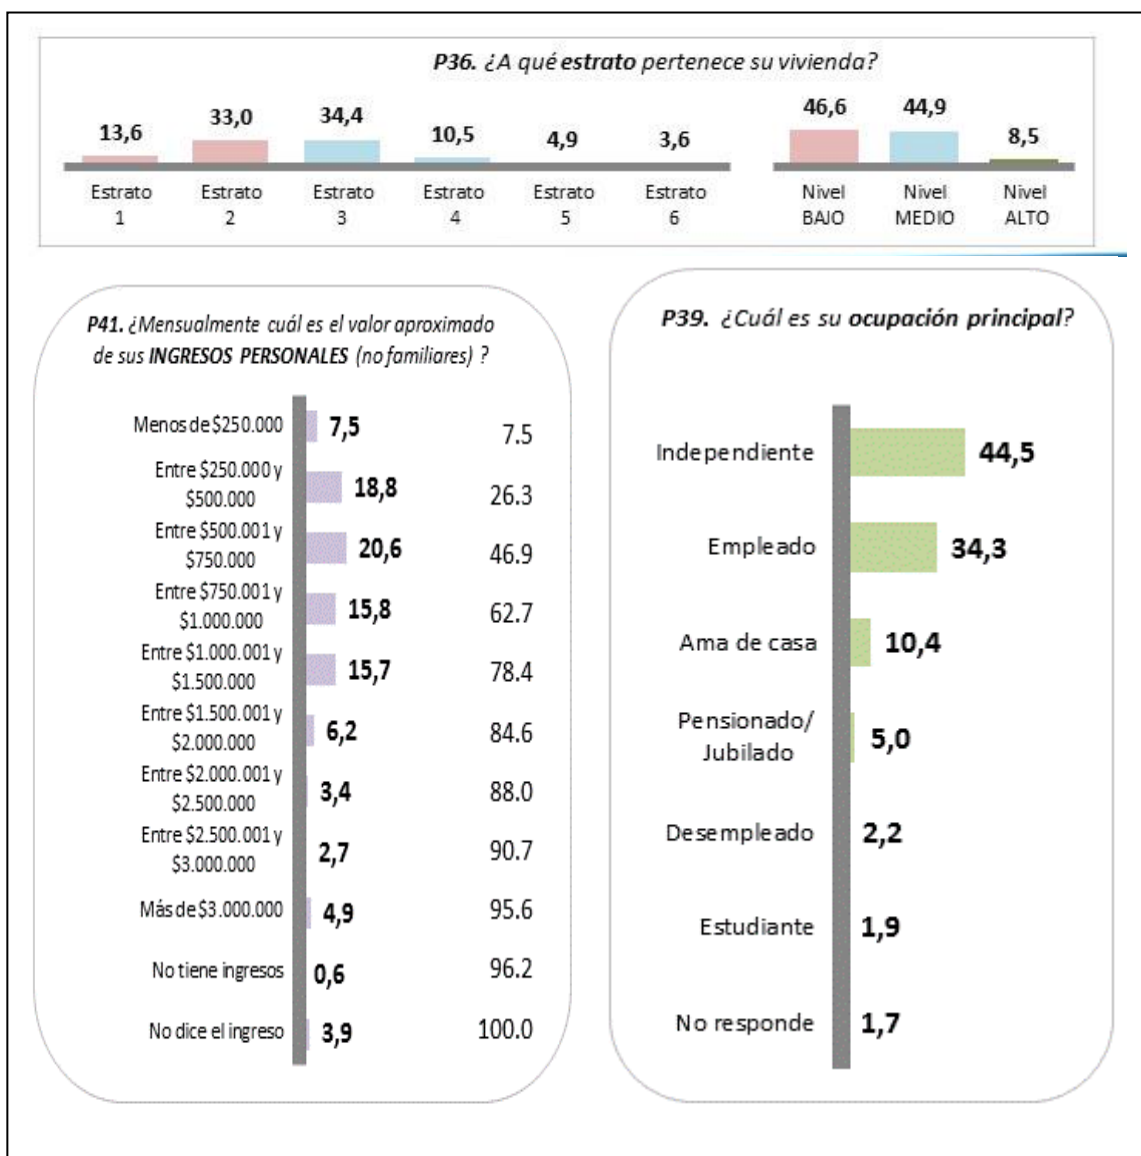 P36. ¿A qué estrato pertenece su vivienda?
13,6 33,0 34,4 10,5 4,9 3,6 46,6 44,9 8,5
Estrato Estrato Estrato Estrato Estrato Estrato Nivel Nivel Nivel
1 2 3 4 5 6 BAJO MEDIO ALTO
P41. ¿Mensualmente cuál es el valor aproximado
de sus INGRESOS PERSONALES (no familiares) ?
Menos de $250.000 7,5 7.5
Entre $250.000 y
$500.000 18,8 26.3
Entre $500.001 y
$750.000 20,6 46.9
Entre $750.001 y
$1.000.000 15,8 62.7
Entre $1.000.001 y
$1.500.000 15,7 78.4
Entre $1.500.001 y
$2.000.000 6,2 84.6
Entre $2.000.001 y
$2.500.000 3,4 88.0
Entre $2.500.001 y
$3.000.000 2,7 90.7
Más de $3.000.000 4,9 95.6
No tiene ingresos 0,6 96.2
No dice el ingreso 3,9 100.0
P39. ¿Cuál es su ocupación principal?
Independiente 44,5
Empleado 34,3
Ama de casa 10,4
Pensionado/
Jubilado 5,0
Desempleado 2,2
Estudiante 1,9
No responde 1,7